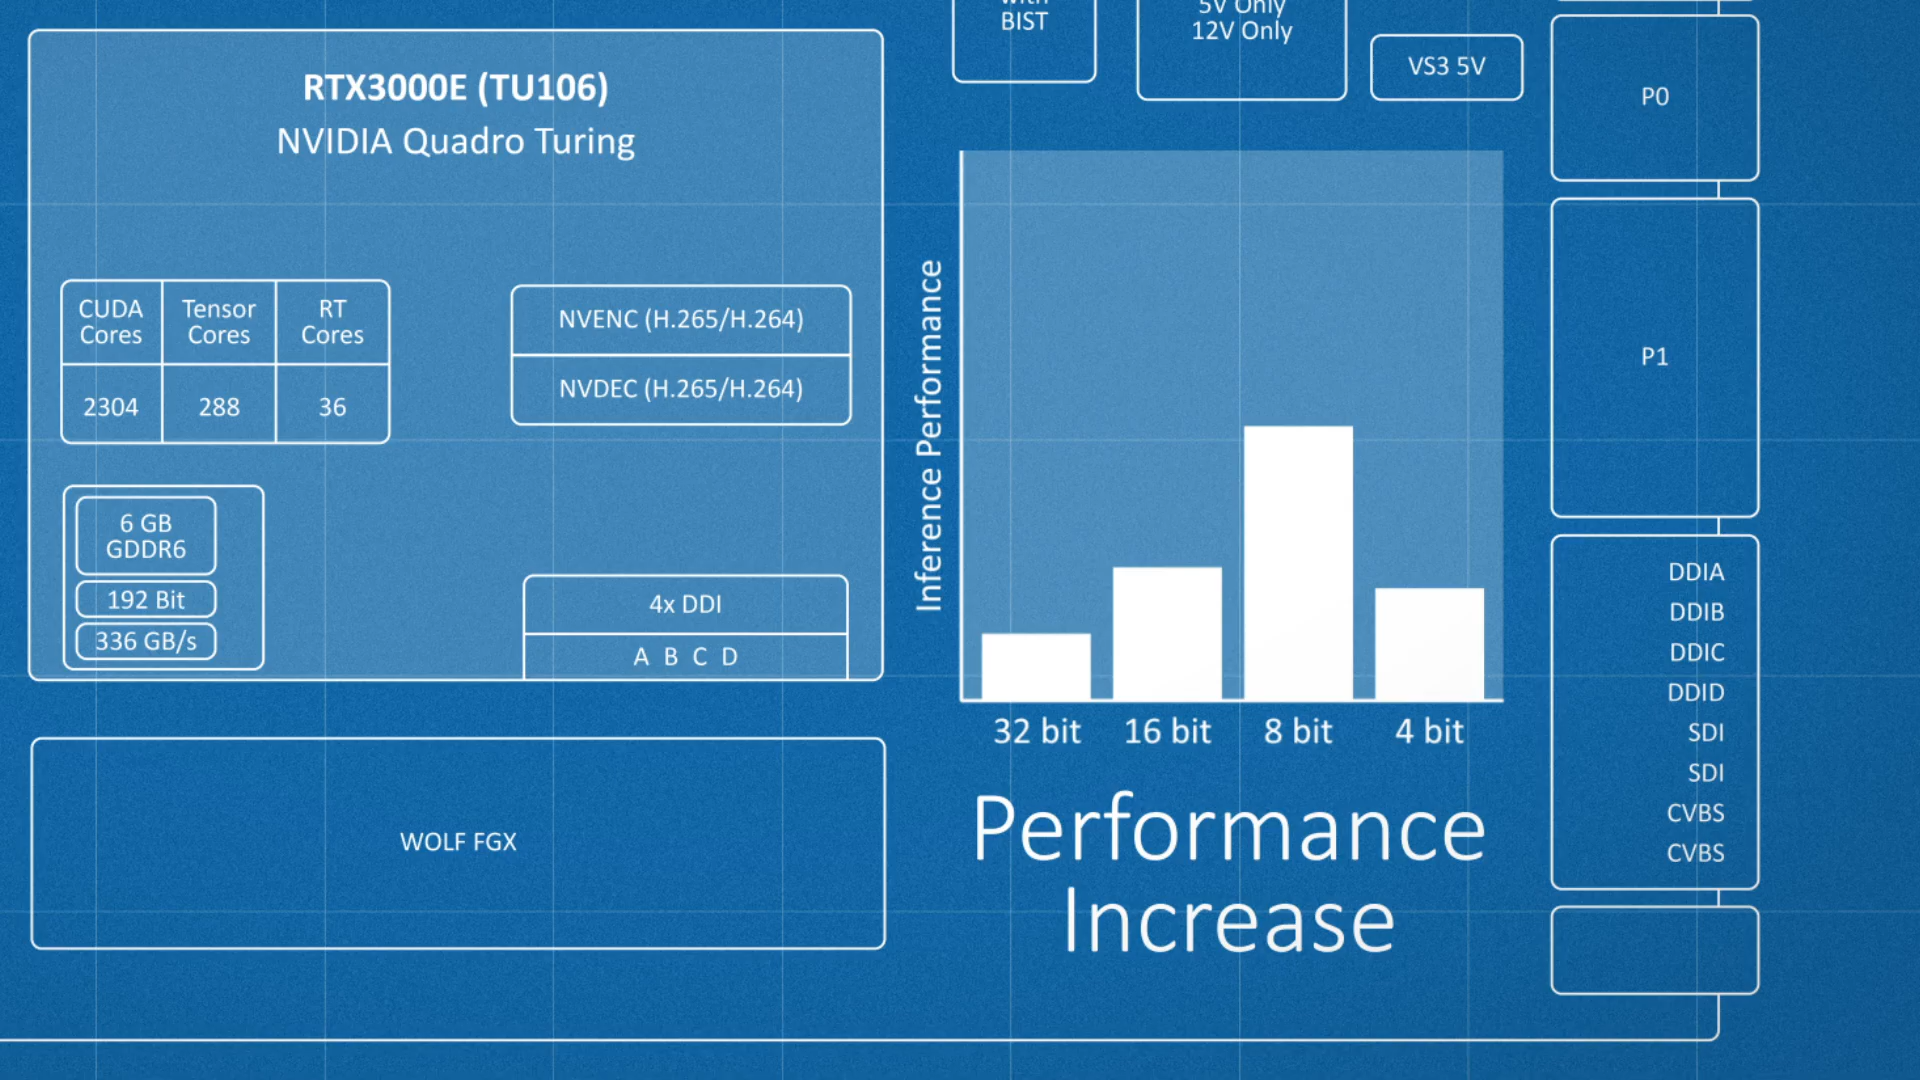 BIST
5V Only
12V Only
VS3 5V
P0
RTX3000E (TU106)
NVIDIA Quadro Turing
CUDA Cores
Tensor Cores
RT Cores
2304
288
36
NVENC (H.265/H.264)
NVDEC (H.265/H.264)
6 GB
GDDR6
192 Bit
336 GB/s
4x DDI
A B C D
WOLF FGX
Inference Performance
32 bit
16 bit
8 bit
4 bit
Performance
Increase
P1
DDIA
DDIB
DDIC
DDID
SDI
SDI
CVBS
CVBS